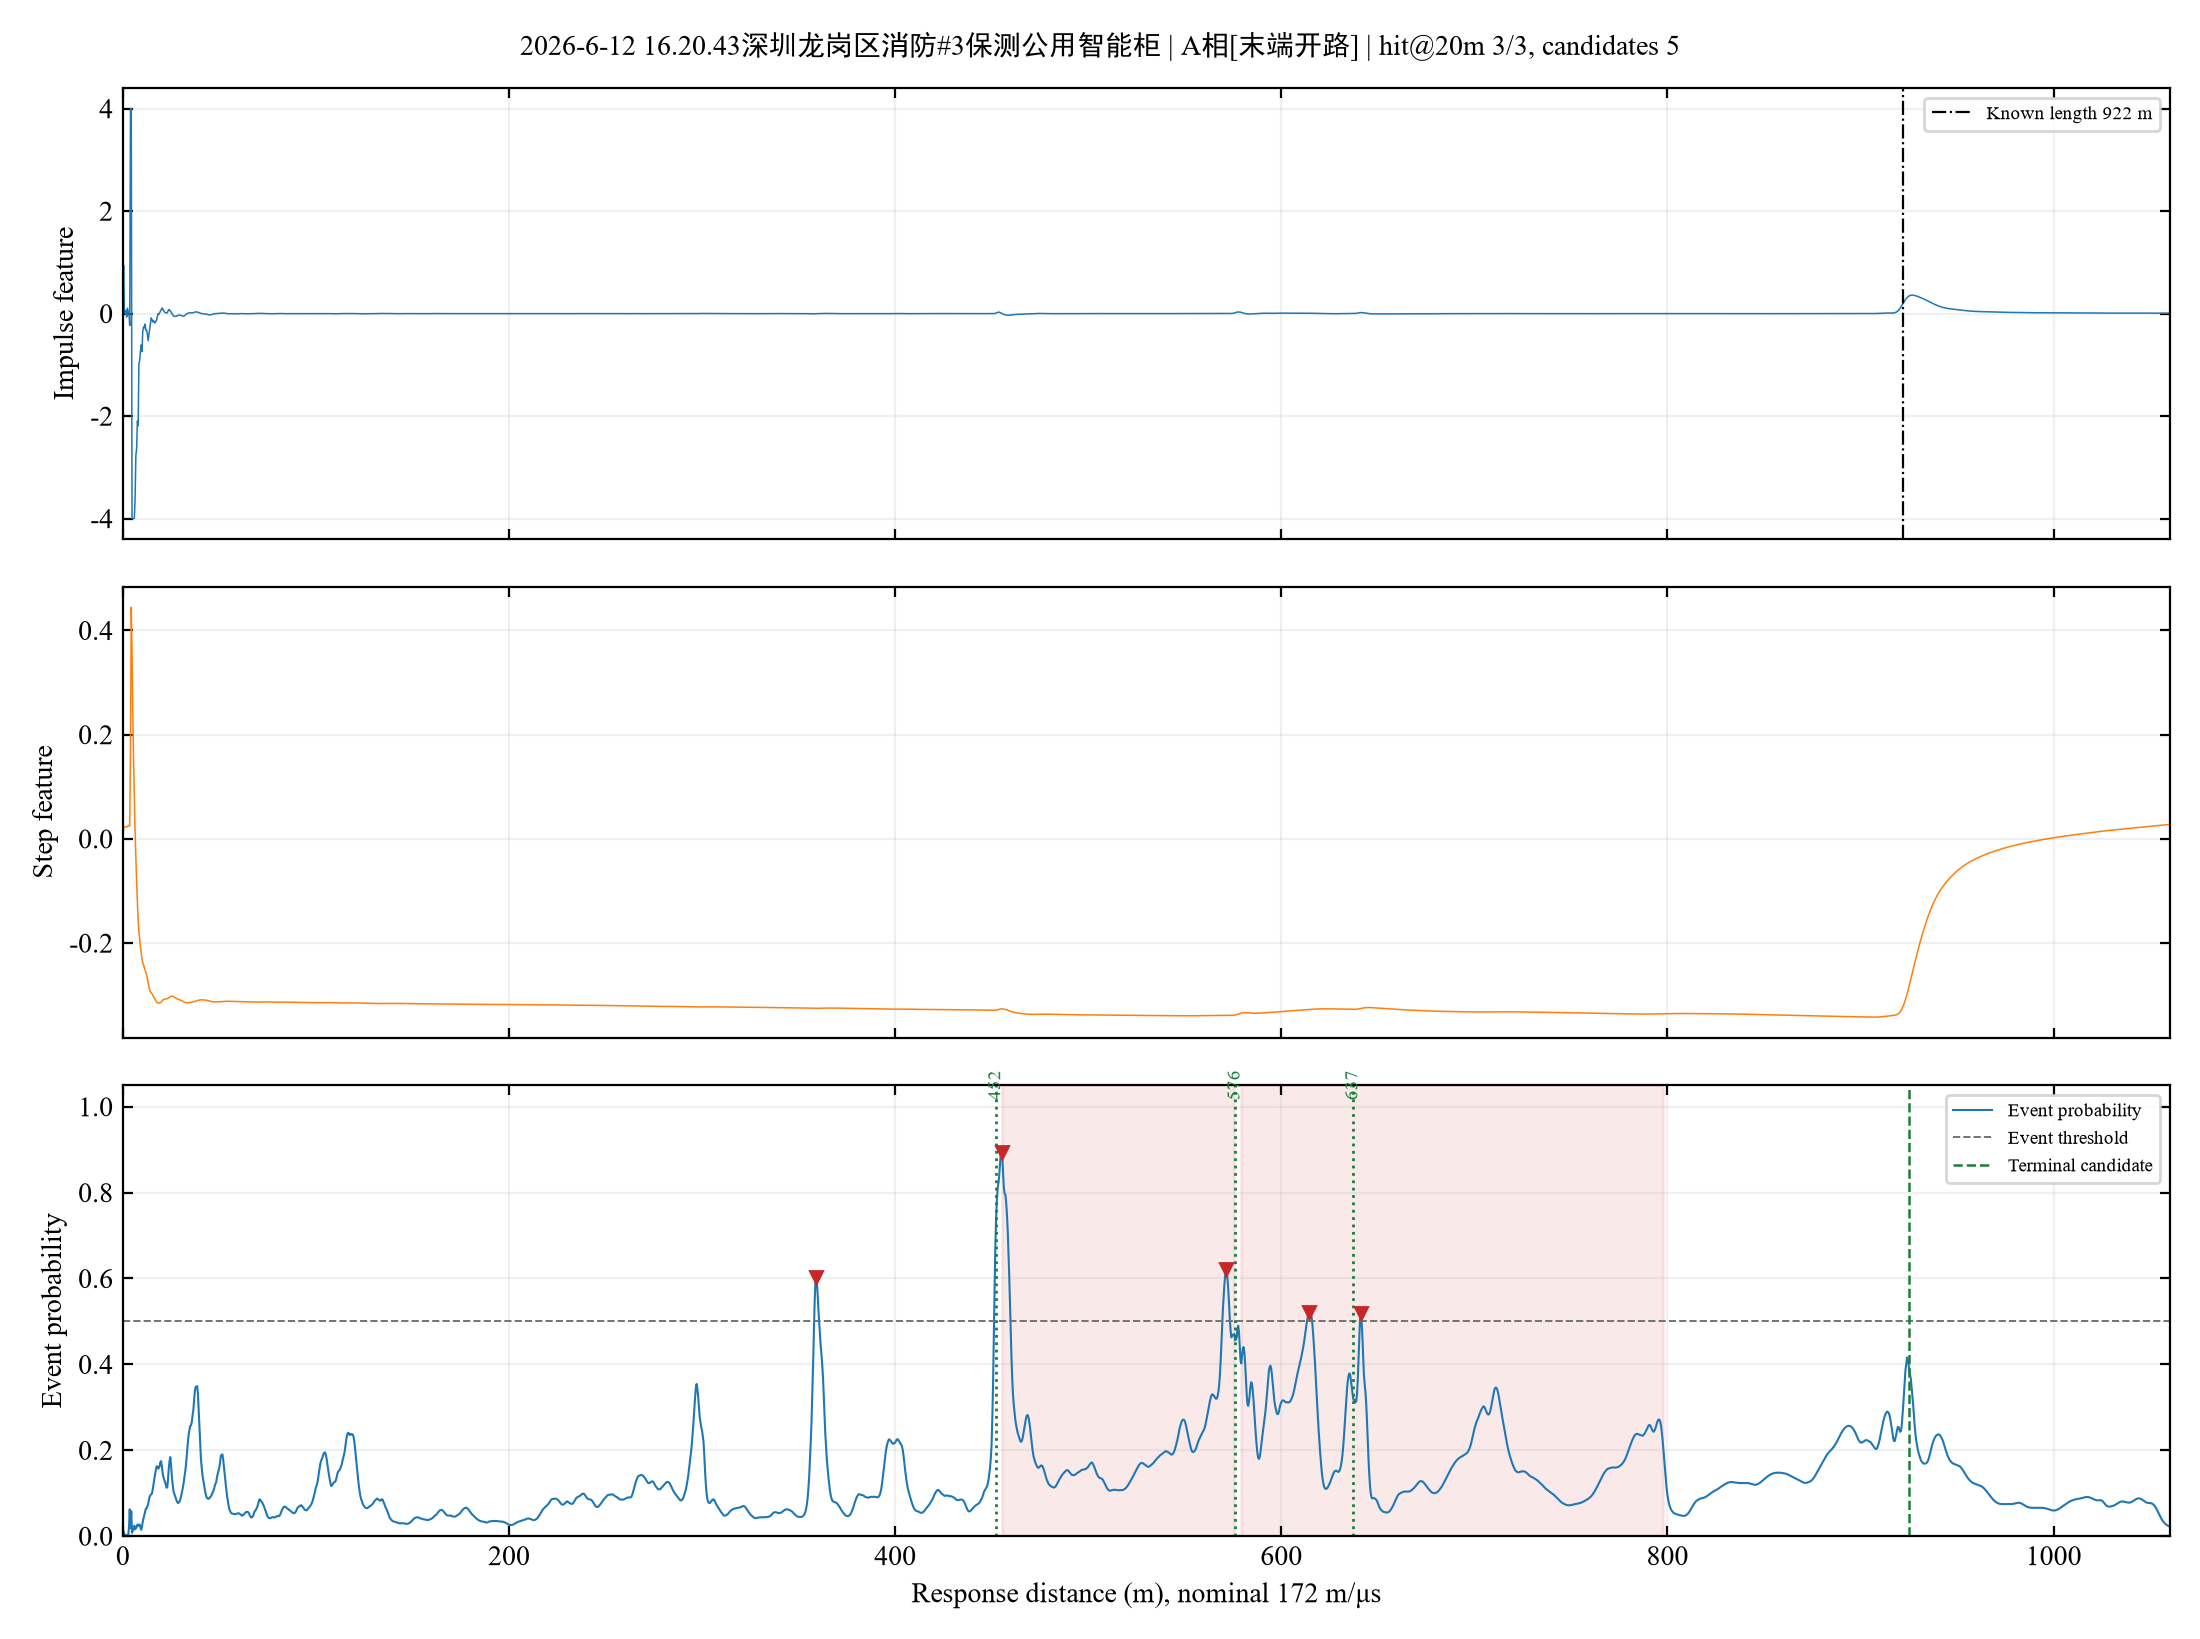 2026-6-12 16.20.43深圳龙岗区消防#3保测公用智能柜 | A相[末端开路] | hit@20m 3/3, candidates 5
Impulse feature
4
2
0
-2
-4
Known length 922 m
Step feature
0.4
0.2
0.0
-0.2
Event probability
1.0
0.8
0.6
0.4
0.2
0.0
452
576
637
Event probability
Event threshold
Terminal candidate
0 200 400 600 800 1000
Response distance (m), nominal 172 m/μs